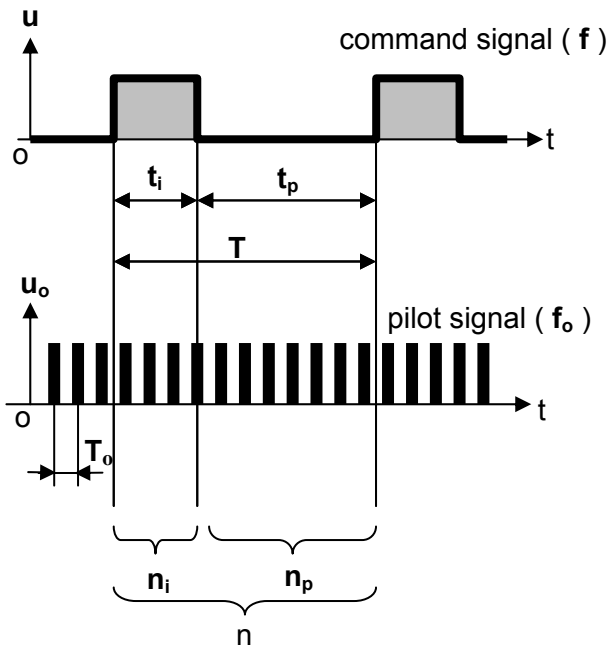 u
command signal ( f )
o
t
tᵢ
tₚ
T
uₒ
pilot signal ( fₒ )
o
t
Tₒ
nᵢ
nₚ
n